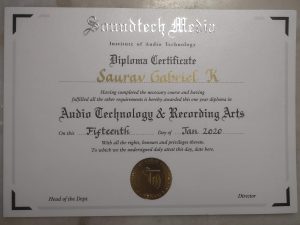 Soundtech Media
Institute of Audio Technology
Diploma Certificate
Saurav Gabriel K
Having completed the necessary course and having
fulfilled all the other requirements is hereby awarded this one year diploma in
Audio Technology & Recording Arts
On this Fifteenth Day of Jan 2020
With all the rights, honours and privileges thereto.
To which we the undersigned duly attest this day, date here.
Head of the Dept.
Director